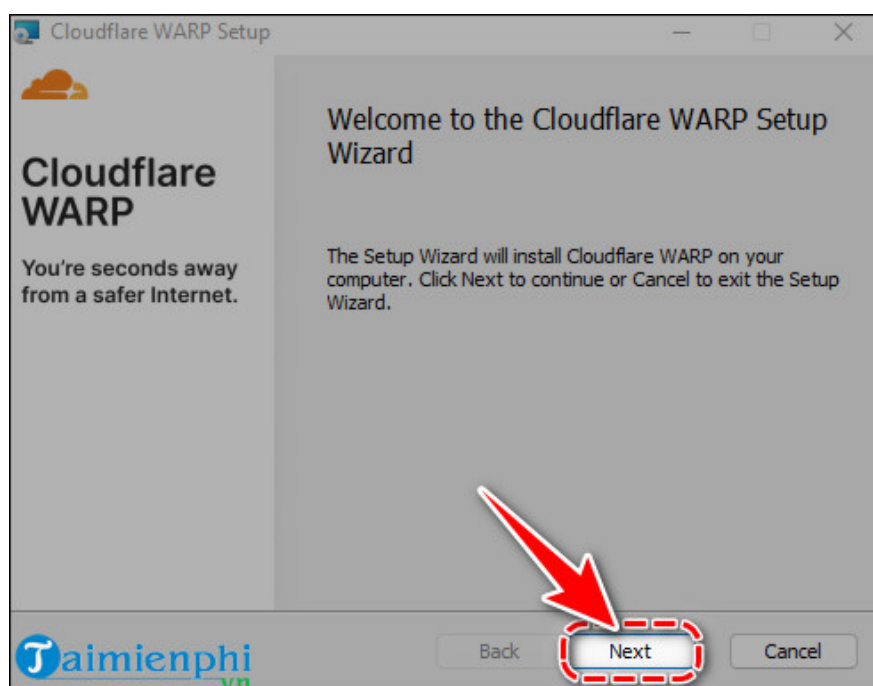 Cloudflare WARP Setup
Cloudflare
WARP
You're seconds away
from a safer Internet.
Welcome to the Cloudflare WARP Setup
Wizard
The Setup Wizard will install Cloudflare WARP on your
computer. Click Next to continue or Cancel to exit the Setup
Wizard.
Back Next Cancel
Taimienphi
.vn